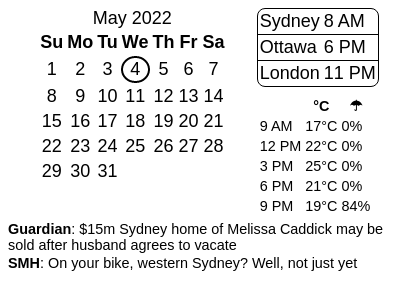 May 2022
Su Mo Tu We Th Fr Sa
1 2 3 4 5 6 7
8 9 10 11 12 13 14
15 16 17 18 19 20 21
22 23 24 25 26 27 28
29 30 31
Sydney 8 AM
Ottawa 6 PM
London 11 PM
°C ☂
9 AM 17°C 0%
12 PM 22°C 0%
3 PM 25°C 0%
6 PM 21°C 0%
9 PM 19°C 84%
Guardian: $15m Sydney home of Melissa Caddick may be
sold after husband agrees to vacate
SMH: On your bike, western Sydney? Well, not just yet